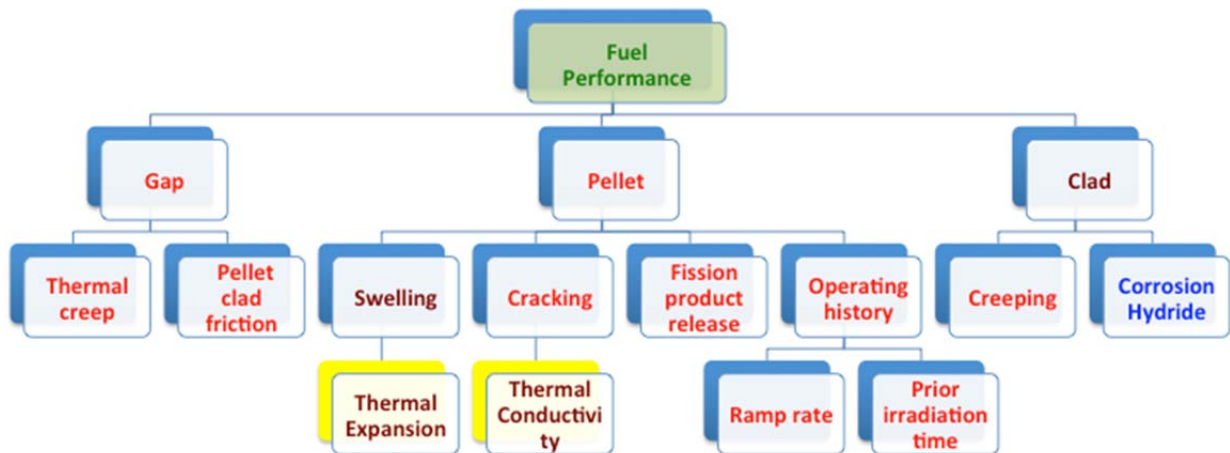 Fuel
Performance
Gap
Pellet
Clad
Thermal
creep
Pellet
clad
friction
Swelling
Cracking
Fission
product
release
Operating
history
Creeping
Corrosion
Hydride
Thermal
Expansion
Thermal
Conductivi
ty
Ramp rate
Prior
irradiation
time